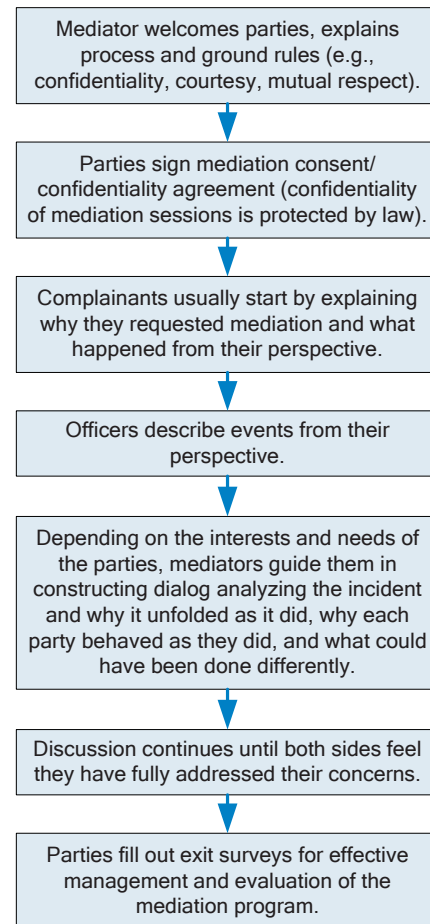 Mediator welcomes parties, explains
process and ground rules (e.g.,
confidentiality, courtesy, mutual respect).
Parties sign mediation consent/
confidentiality agreement (confidentiality
of mediation sessions is protected by law).
Complainants usually start by explaining
why they requested mediation and what
happened from their perspective.
Officers describe events from their
perspective.
Depending on the interests and needs of
the parties, mediators guide them in
constructing dialog analyzing the incident
and why it unfolded as it did, why each
party behaved as they did, and what could
have been done differently.
Discussion continues until both sides feel
they have fully addressed their concerns.
Parties fill out exit surveys for effective
management and evaluation of the
mediation program.